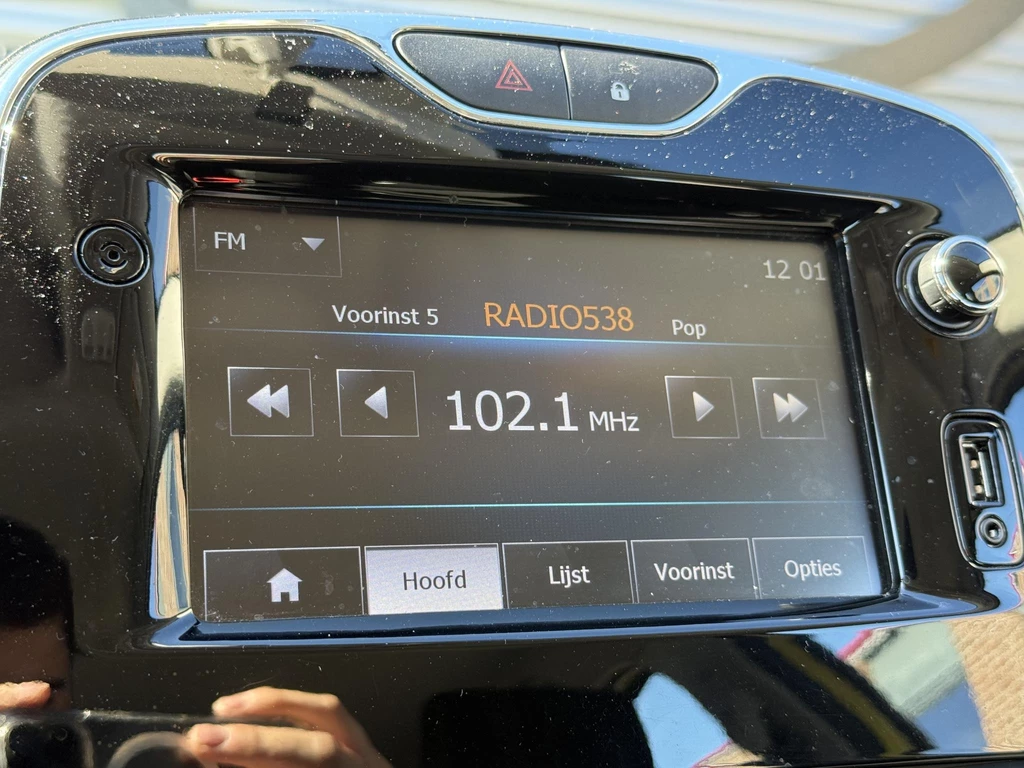 FM
12 01
Voorinst 5 RADIO538 Pop
102.1 MHz
Hoofd Lijst Voorinst Opties